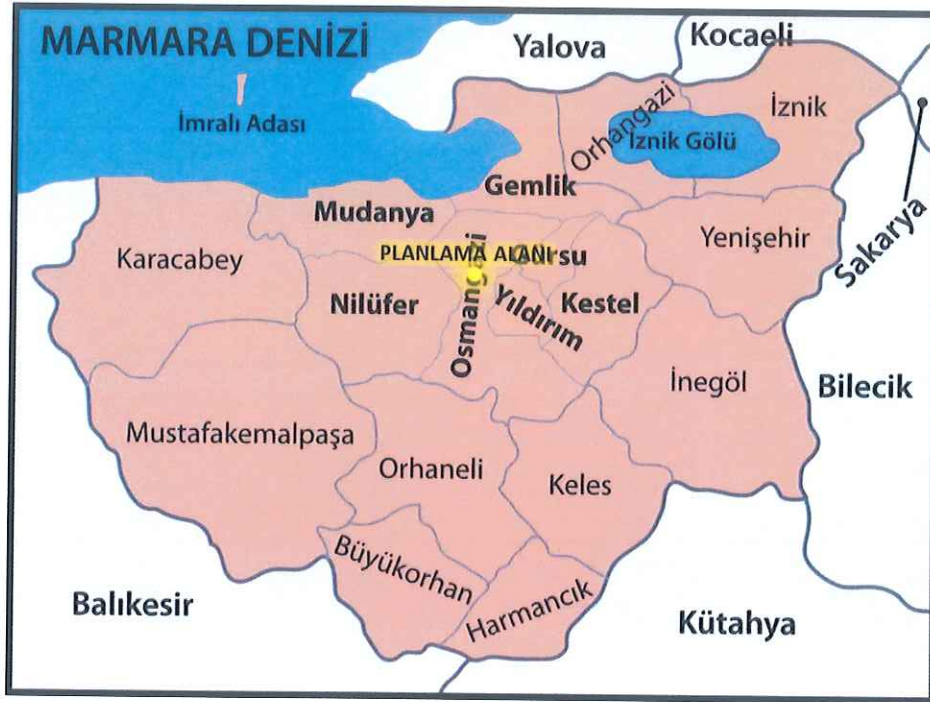 MARMARA DENİZİ
Yalova
Kocaeli
İmralı Adası
Orhangazi
İznik Gölü
İznik
Gemlik
Mudanya
Sakarya
Karacabey
PLANLAMA ALANI
Yenişehir
Nilüfer
Osmangazi
Yıldırım
Kestel
İnegöl
Bilecik
Mustafakemalpaşa
Orhaneli
Keles
Büyükorhan
Harmancık
Balıkesir
Kütahya